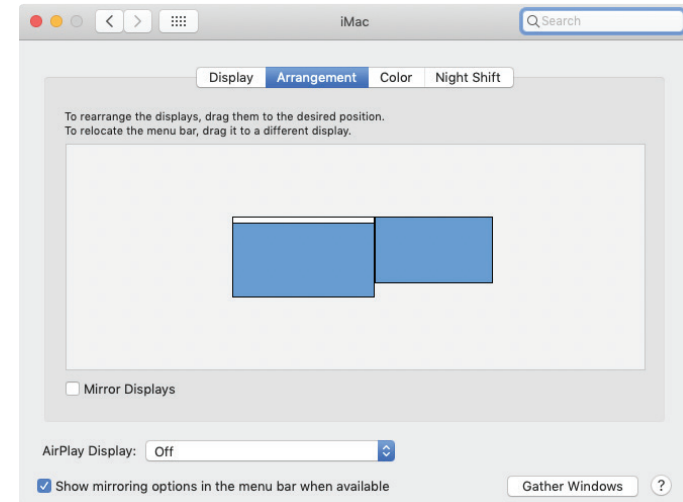 iMac
Search
Display Arrangement Color Night Shift
To rearrange the displays, drag them to the desired position.
To relocate the menu bar, drag it to a different display.
Mirror Displays
AirPlay Display: Off
Show mirroring options in the menu bar when available
Gather Windows ?